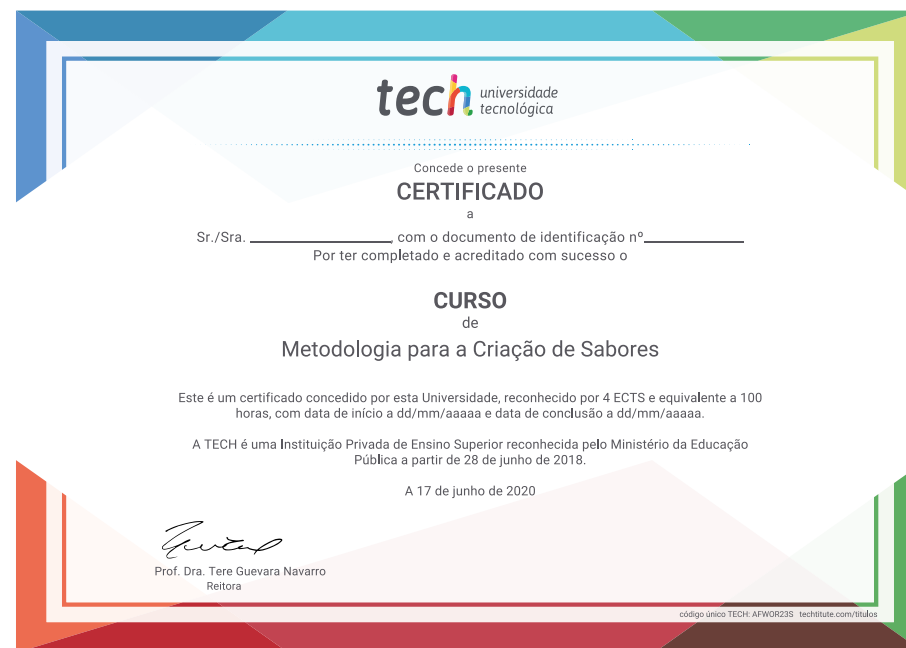 tech universidade
tecnológica
Concede o presente
CERTIFICADO
a
Sr./Sra. ____________, com o documento de identificação nº____________
Por ter completado e acreditado com sucesso o
CURSO
de
Metodologia para a Criação de Sabores
Este é um certificado concedido por esta Universidade, reconhecido por 4 ECTS e equivalente a 100
horas, com data de início a dd/mm/aaaaa e data de conclusão a dd/mm/aaaaa.
A TECH é uma Instituição Privada de Ensino Superior reconhecida pelo Ministério da Educação
Pública a partir de 28 de junho de 2018.
A 17 de junho de 2020
Prof. Dra. Tere Guevara Navarro
Reitora
código único TECH: AFWOR23S techtitute.com/titulos